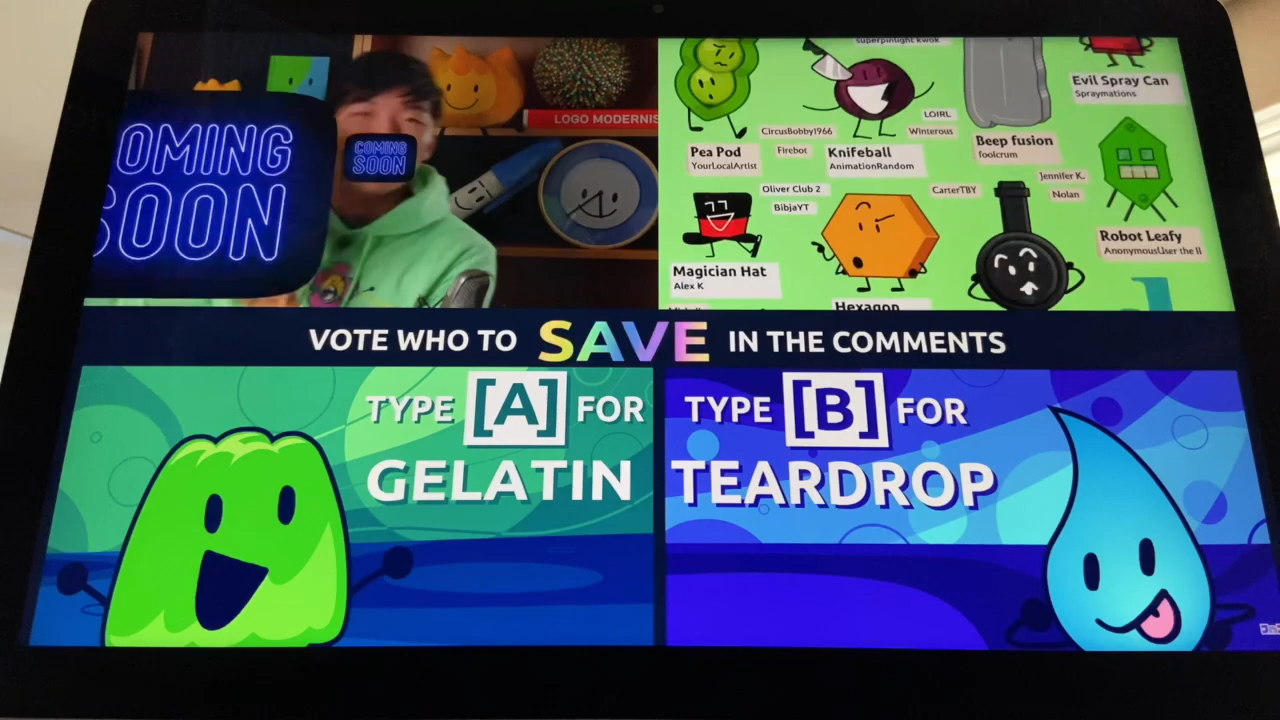 COMING
SOON
COMING
SOON
LOGO MODERNIS
superpinlight kwok
Evil Spray Can
Spraymations
LOIRL
CircusBobby1966
Winterous
Pea Pod
YourLocalArtist
Firebot
Knifeball
AnimationRandom
Beep fusion
foolcrum
Jennifer K.
Nolan
Oliver Club 2
CarterTBY
BibjaYT
Robot Leafy
AnonymousUser the II
Magician Hat
Alex K
Hexagon
VOTE WHO TO SAVE IN THE COMMENTS
TYPE [A] FOR
GELATIN
TYPE [B] FOR
TEARDROP